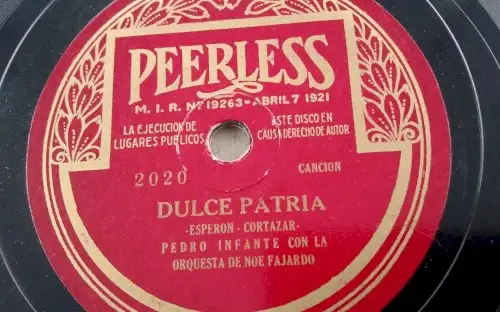 PEERLESS
M. I. R. Nº 19263 • ABRIL 7 1921
LA EJECUCION DE
LUGARES PUBLICOS
ESTE DISCO EN
CAUSA DERECHO DE AUTOR
2020
CANCION
DULCE PATRIA
-ESPERON - CORTAZAR-
PEDRO INFANTE CON LA
ORQUESTA DE NOE FAJARDO